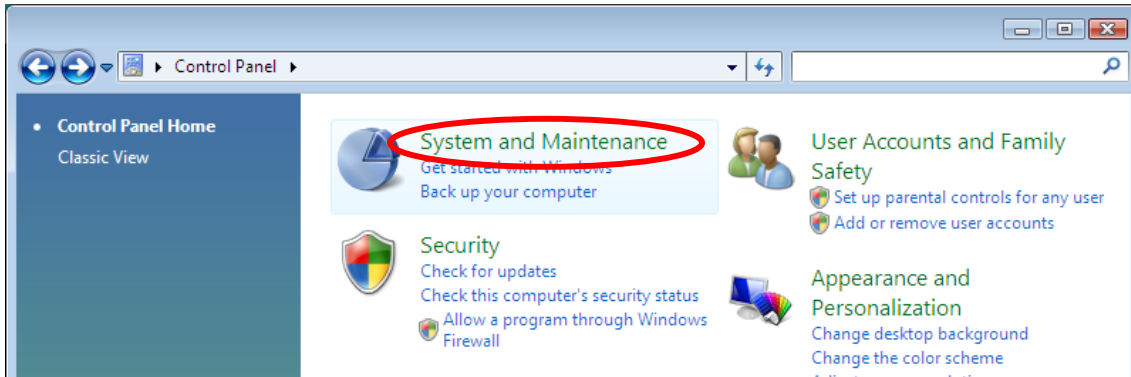 Control Panel
Control Panel Home
Classic View
System and Maintenance
Get started with Windows
Back up your computer
Security
Check for updates
Check this computer's security status
Allow a program through Windows
Firewall
User Accounts and Family
Safety
Set up parental controls for any user
Add or remove user accounts
Appearance and
Personalization
Change desktop background
Change the color scheme